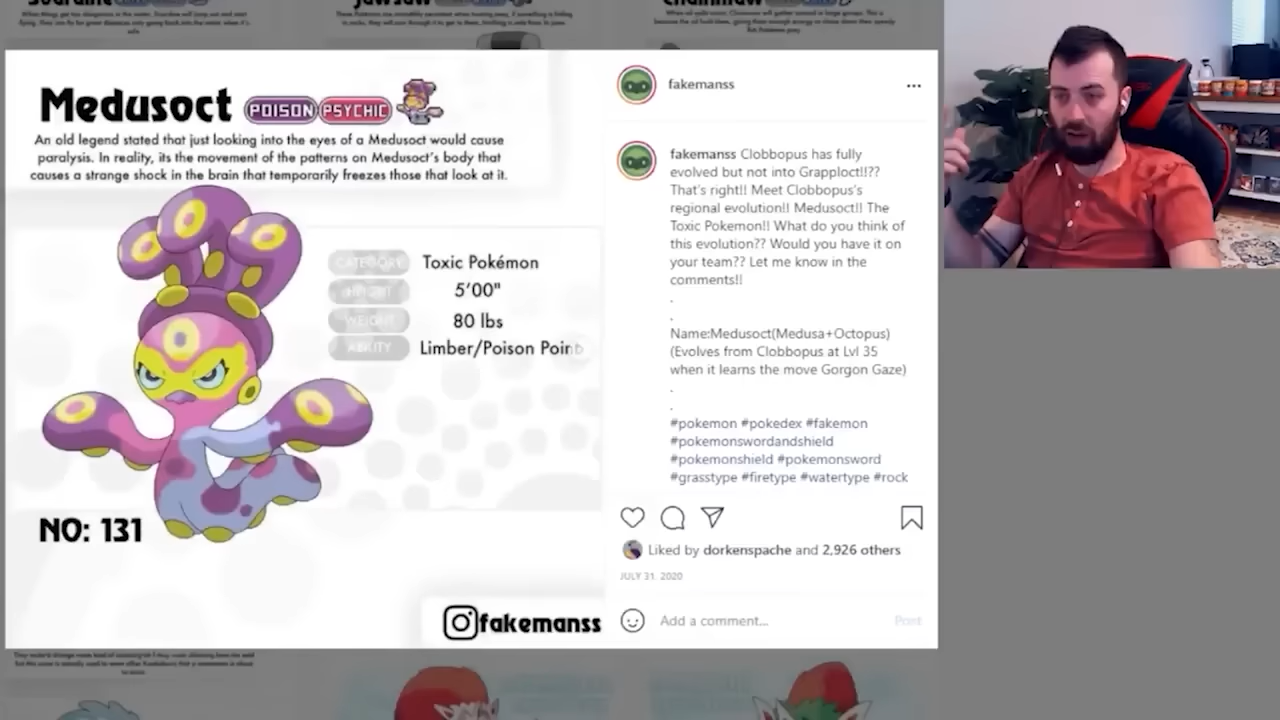 Medusoct POISON PSYCHIC
An old legend stated that just looking into the eyes of a Medusoct would cause
paralysis. In reality, its the movement of the patterns on Medusoct's body that
causes a strange shock in the brain that temporarily freezes those that look at it.
CATEGORY Toxic Pokémon
HEIGHT 5'00"
WEIGHT 80 lbs
ABILITY Limber/Poison Point
NO: 131
fakemanss
fakemanss
...
fakemanss Clobbopus has fully
evolved but not into Grapploct!!??
That's right!! Meet Clobbopus's
regional evolution!! Medusoct!! The
Toxic Pokemon!! What do you think of
this evolution?? Would you have it on
your team?? Let me know in the
comments!!
.
.
Name:Medusoct(Medusa+Octopus)
(Evolves from Clobbopus at Lvl 35
when it learns the move Gorgon Gaze)
.
.
#pokemon #pokedex #fakemon
#pokemonswordandshield
#pokemonshield #pokemonsword
#grasstype #firetype #watertype #rock
Liked by dorkenspache and 2,926 others
JULY 31, 2020
Add a comment...
Post